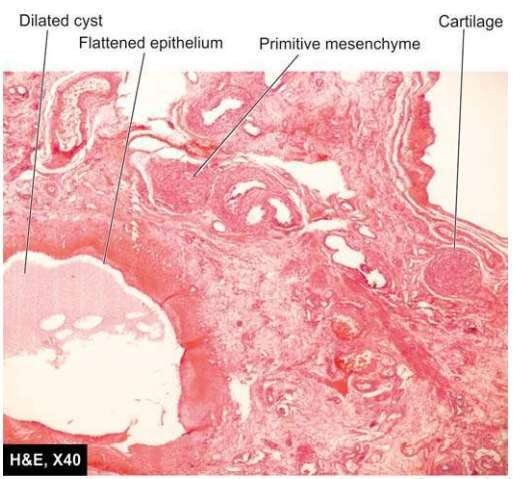 Dilated cyst
Flattened epithelium
Primitive mesenchyme
Cartilage
H&E, X40